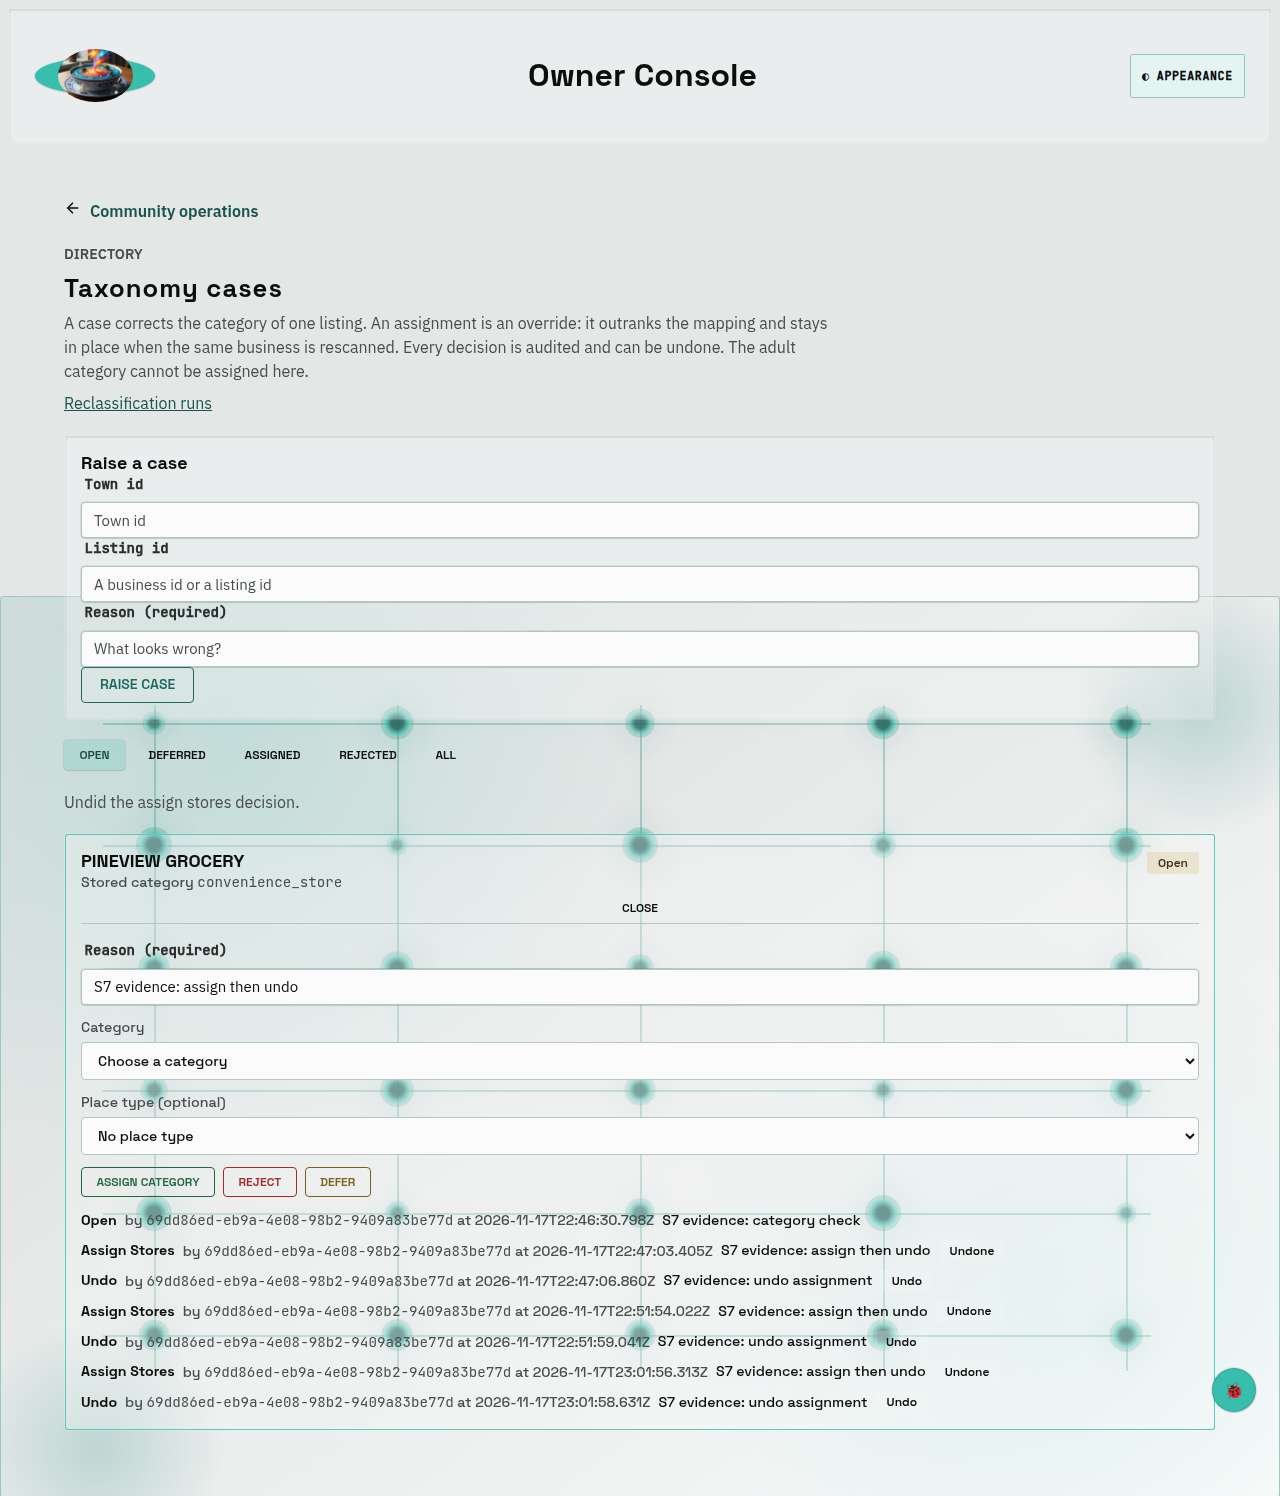 Owner Console
◐ APPEARANCE
← Community operations
DIRECTORY
Taxonomy cases
A case corrects the category of one listing. An assignment is an override: it outranks the mapping and stays
in place when the same business is rescanned. Every decision is audited and can be undone. The adult
category cannot be assigned here.
Reclassification runs
Raise a case
Town id
Town id
Listing id
A business id or a listing id
Reason (required)
What looks wrong?
RAISE CASE
OPEN DEFERRED ASSIGNED REJECTED ALL
Undid the assign stores decision.
PINEVIEW GROCERY
Open
Stored category convenience_store
CLOSE
Reason (required)
S7 evidence: assign then undo
Category
Choose a category
Place type (optional)
No place type
ASSIGN CATEGORY REJECT DEFER
Open by 69dd86ed-eb9a-4e08-98b2-9409a83be77d at 2026-11-17T22:46:30.798Z S7 evidence: category check
Assign Stores by 69dd86ed-eb9a-4e08-98b2-9409a83be77d at 2026-11-17T22:47:03.405Z S7 evidence: assign then undo Undone
Undo by 69dd86ed-eb9a-4e08-98b2-9409a83be77d at 2026-11-17T22:47:06.860Z S7 evidence: undo assignment Undo
Assign Stores by 69dd86ed-eb9a-4e08-98b2-9409a83be77d at 2026-11-17T22:51:54.022Z S7 evidence: assign then undo Undone
Undo by 69dd86ed-eb9a-4e08-98b2-9409a83be77d at 2026-11-17T22:51:59.041Z S7 evidence: undo assignment Undo
Assign Stores by 69dd86ed-eb9a-4e08-98b2-9409a83be77d at 2026-11-17T23:01:56.313Z S7 evidence: assign then undo Undone
Undo by 69dd86ed-eb9a-4e08-98b2-9409a83be77d at 2026-11-17T23:01:58.631Z S7 evidence: undo assignment Undo